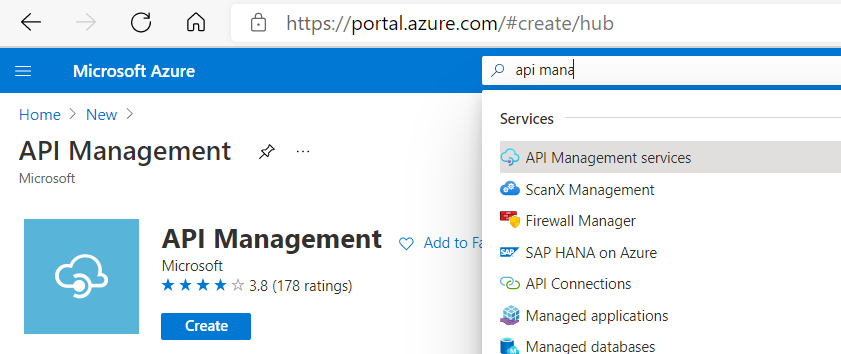 https://portal.azure.com/#create/hub
Microsoft Azure
api mana
Home > New >
API Management
Microsoft
API Management
Add to Fa
Microsoft
3.8 (178 ratings)
Create
Services
API Management services
ScanX Management
Firewall Manager
SAP HANA on Azure
API Connections
Managed applications
Managed databases